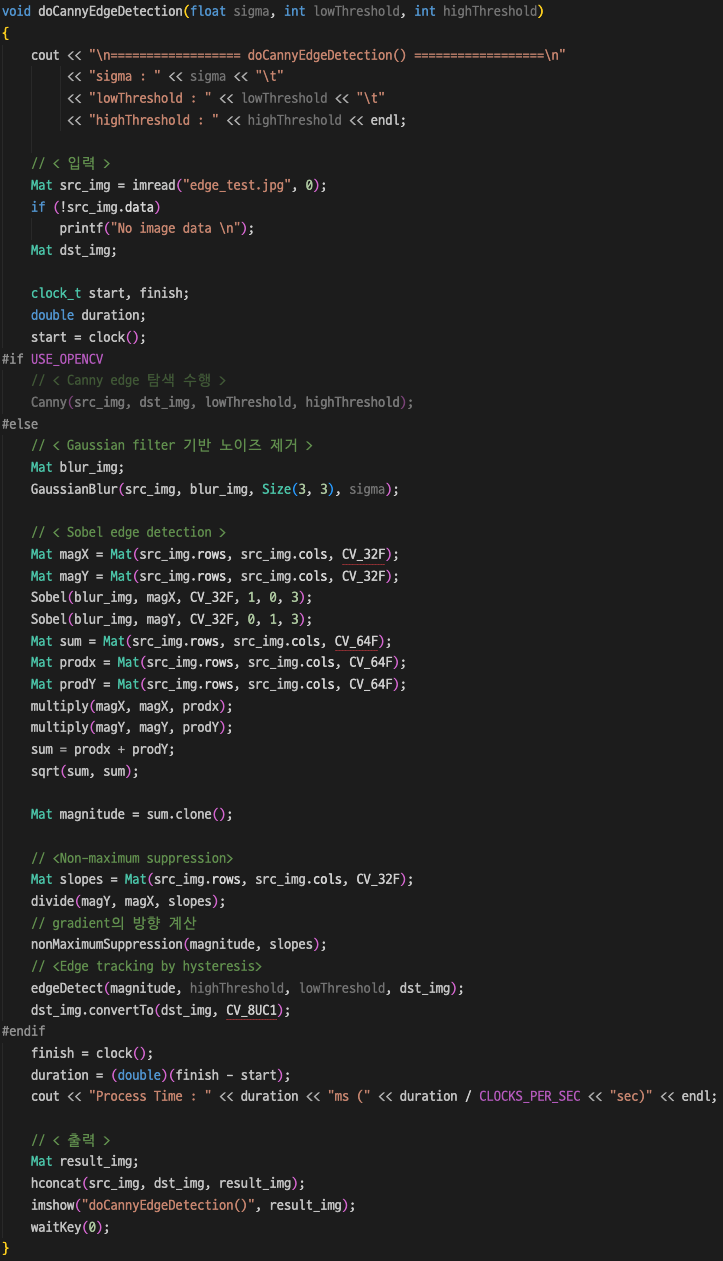 void doCannyEdgeDetection(float sigma, int lowThreshold, int highThreshold)
{
    cout << "\n================== doCannyEdgeDetection() ==================\n"
         << "sigma : " << sigma << "\t"
         << "lowThreshold : " << lowThreshold << "\t"
         << "highThreshold : " << highThreshold << endl;

    // < 입력 >
    Mat src_img = imread("edge_test.jpg", 0);
    if (!src_img.data)
        printf("No image data \n");
    Mat dst_img;

    clock_t start, finish;
    double duration;
    start = clock();
#if USE_OPENCV
    // < Canny edge 탐색 수행 >
    Canny(src_img, dst_img, lowThreshold, highThreshold);
#else
    // < Gaussian filter 기반 노이즈 제거 >
    Mat blur_img;
    GaussianBlur(src_img, blur_img, Size(3, 3), sigma);

    // < Sobel edge detection >
    Mat magX = Mat(src_img.rows, src_img.cols, CV_32F);
    Mat magY = Mat(src_img.rows, src_img.cols, CV_32F);
    Sobel(blur_img, magX, CV_32F, 1, 0, 3);
    Sobel(blur_img, magY, CV_32F, 0, 1, 3);
    Mat sum = Mat(src_img.rows, src_img.cols, CV_64F);
    Mat prodx = Mat(src_img.rows, src_img.cols, CV_64F);
    Mat prodY = Mat(src_img.rows, src_img.cols, CV_64F);
    multiply(magX, magX, prodx);
    multiply(magY, magY, prodY);
    sum = prodx + prodY;
    sqrt(sum, sum);

    Mat magnitude = sum.clone();

    // <Non-maximum suppression>
    Mat slopes = Mat(src_img.rows, src_img.cols, CV_32F);
    divide(magY, magX, slopes);
    // gradient의 방향 계산
    nonMaximumSuppression(magnitude, slopes);
    // <Edge tracking by hysteresis>
    edgeDetect(magnitude, highThreshold, lowThreshold, dst_img);
    dst_img.convertTo(dst_img, CV_8UC1);
#endif
    finish = clock();
    duration = (double)(finish - start);
    cout << "Process Time : " << duration << "ms (" << duration / CLOCKS_PER_SEC << "sec)" << endl;

    // < 출력 >
    Mat result_img;
    hconcat(src_img, dst_img, result_img);
    imshow("doCannyEdgeDetection()", result_img);
    waitKey(0);
}